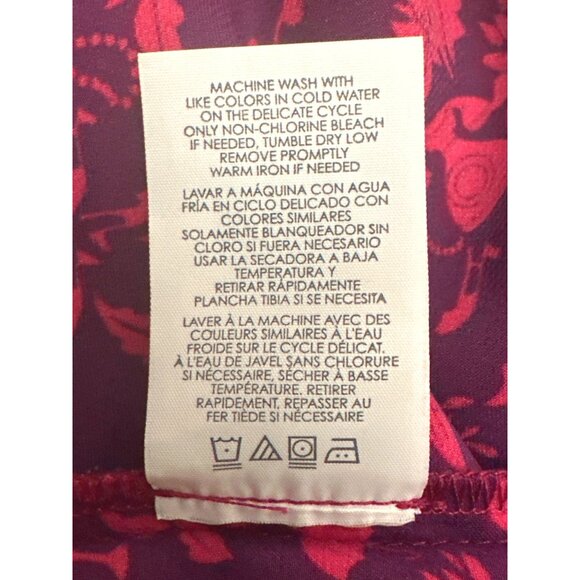 MACHINE WASH WITH
LIKE COLORS IN COLD WATER
ON THE DELICATE CYCLE
ONLY NON-CHLORINE BLEACH
IF NEEDED, TUMBLE DRY LOW
REMOVE PROMPTLY
WARM IRON IF NEEDED
LAVAR A MÁQUINA CON AGUA
FRÍA EN CICLO DELICADO CON
COLORES SIMILARES
SOLAMENTE BLANQUEADOR SIN
CLORO SI FUERA NECESARIO
USAR LA SECADORA A BAJA
TEMPERATURA Y
RETIRAR RÁPIDAMENTE
PLANCHA TIBIA SI SE NECESITA
LAVER À LA MACHINE AVEC DES
COULEURS SIMILAIRES À L'EAU
FROIDE SUR LE CYCLE DÉLICAT.
À L'EAU DE JAVEL SANS CHLORURE
SI NÉCESSAIRE, SÉCHER À BASSE
TEMPÉRATURE. RETIRER
RAPIDEMENT, REPASSER AU
FER TIÈDE SI NÉCESSAIRE